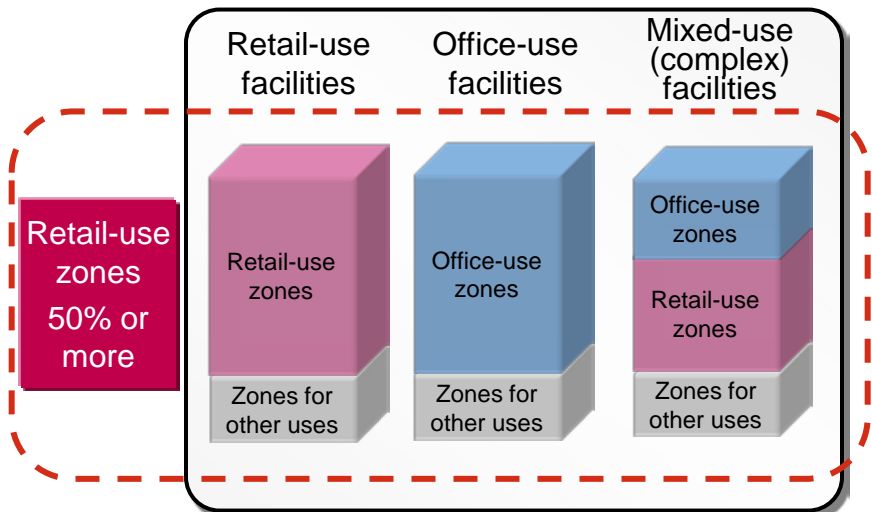 Retail-use
facilities
Office-use
facilities
Mixed-use
(complex)
facilities
Retail-use
zones
50% or
more
Retail-use
zones
Zones for
other uses
Office-use
zones
Zones for
other uses
Office-use
zones
Retail-use
zones
Zones for
other uses